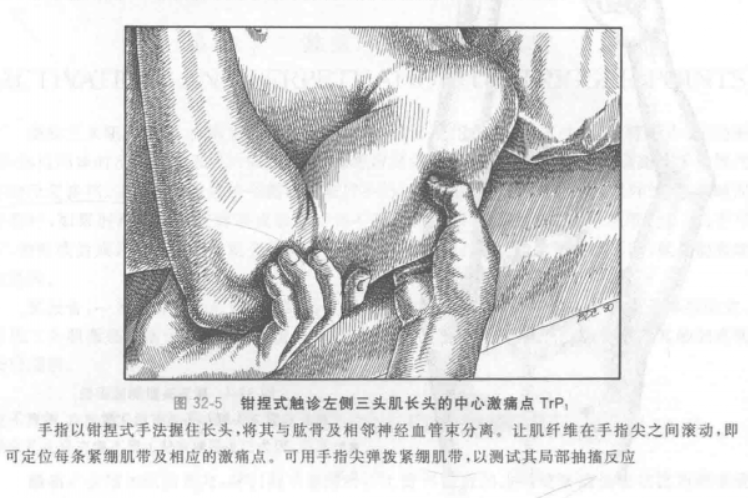 图 32-5 钳捏式触诊左侧三头肌长头的中心激痛点 TrP₁
手指以钳捏式手法握住长头，将其与肱骨及相邻神经血管束分离。让肌纤维在手指尖之间滚动，即
可定位每条紧绷肌带及相应的激痛点。可用手指尖弹拨紧绷肌带，以测试其局部抽搐反应